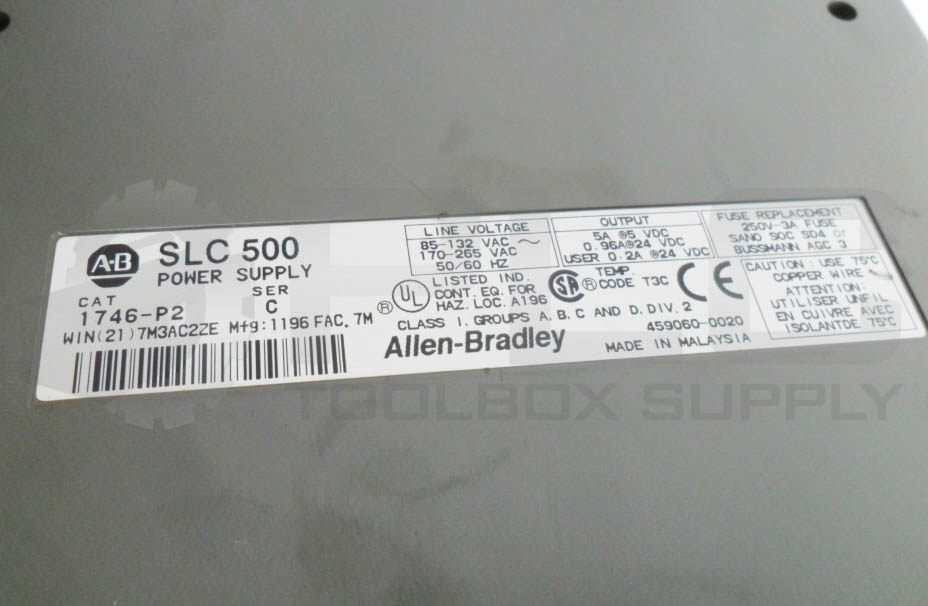 A-B
SLC 500
POWER SUPPLY
CAT
SER
1746-P2
C
WIN(21)7M3AC2ZE Mfg:1196 FAC. 7M
LINE VOLTAGE
85-132 VAC ~
170-265 VAC
50/60 HZ
OUTPUT
5A @5 VDC
0.96A@24 VDC
USER 0.2A @24 VDC
FUSE REPLACEMENT
250V-3A FUSE
SANO SOC SD4 or
BUSSMANN AGC 3
UL
®
LISTED IND.
CONT. EQ. FOR
HAZ. LOC. A196
SA
®
TEMP.
CODE T3C
CE
CLASS I, GROUPS A, B, C AND D, DIV. 2
Allen-Bradley
459060-0020
MADE IN MALAYSIA
CAUTION: USE 75°C
COPPER WIRE
ATTENTION:
UTILISER UNFIL
EN CUIVRE AVEC
ISOLANTDE 75°C
TOOLBOX SUPPLY